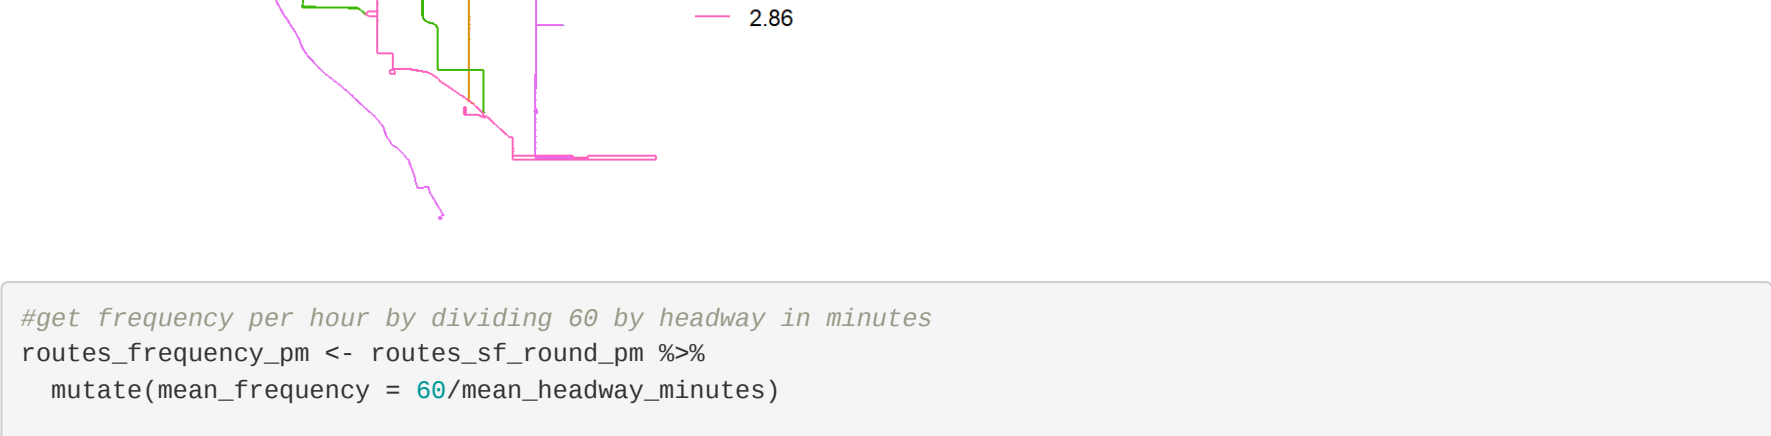 2.86
#get frequency per hour by dividing 60 by headway in minutes
routes_frequency_pm <- routes_sf_round_pm %>%
  mutate(mean_frequency = 60/mean_headway_minutes)